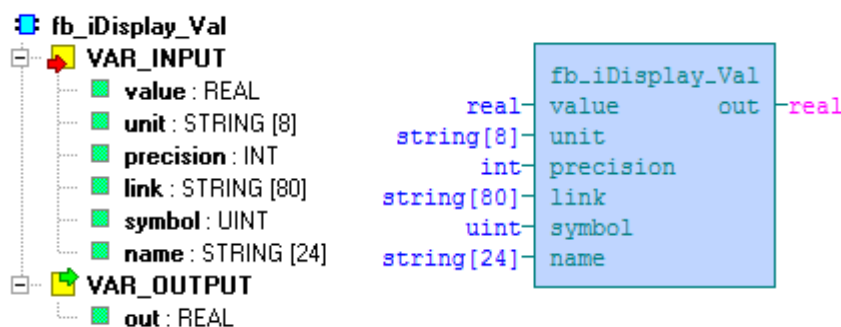 fb_iDisplay_Val
VAR_INPUT
value : REAL
unit : STRING [8]
precision : INT
link : STRING [80]
symbol : UINT
name : STRING [24]
VAR_OUTPUT
out : REAL
fb_iDisplay_Val
real value out real
string[8] unit
int precision
string[80] link
uint symbol
string[24] name